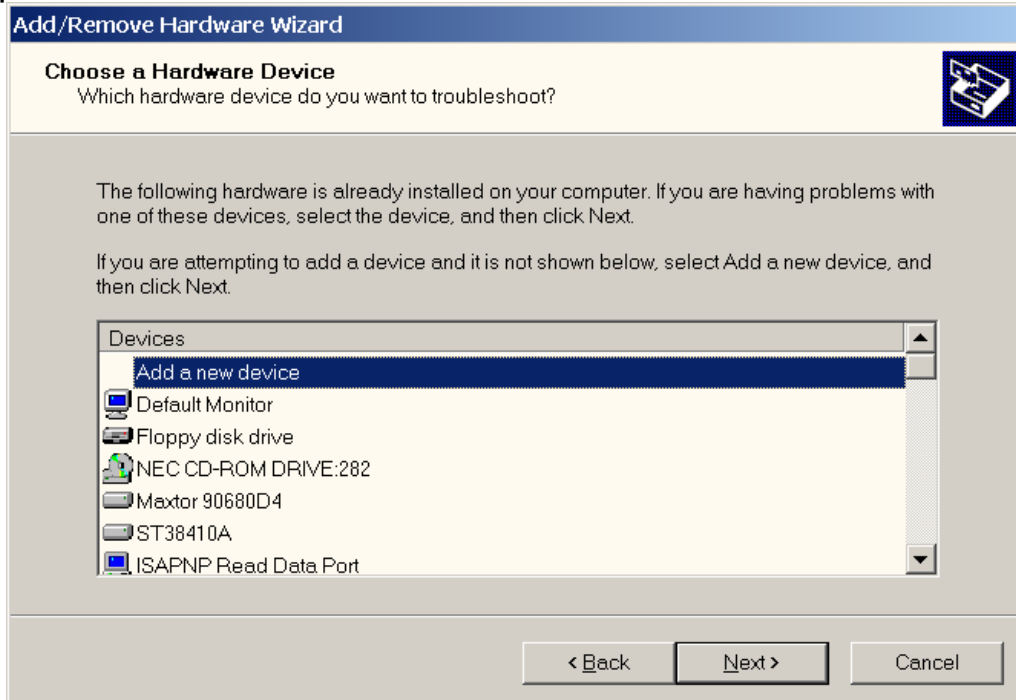 Add/Remove Hardware Wizard
Choose a Hardware Device
Which hardware device do you want to troubleshoot?
The following hardware is already installed on your computer. If you are having problems with
one of these devices, select the device, and then click Next.
If you are attempting to add a device and it is not shown below, select Add a new device, and
then click Next.
Devices
Add a new device
Default Monitor
Floppy disk drive
NEC CD-ROM DRIVE:282
Maxtor 90680D4
ST38410A
ISAPNP Read Data Port
< Back Next > Cancel